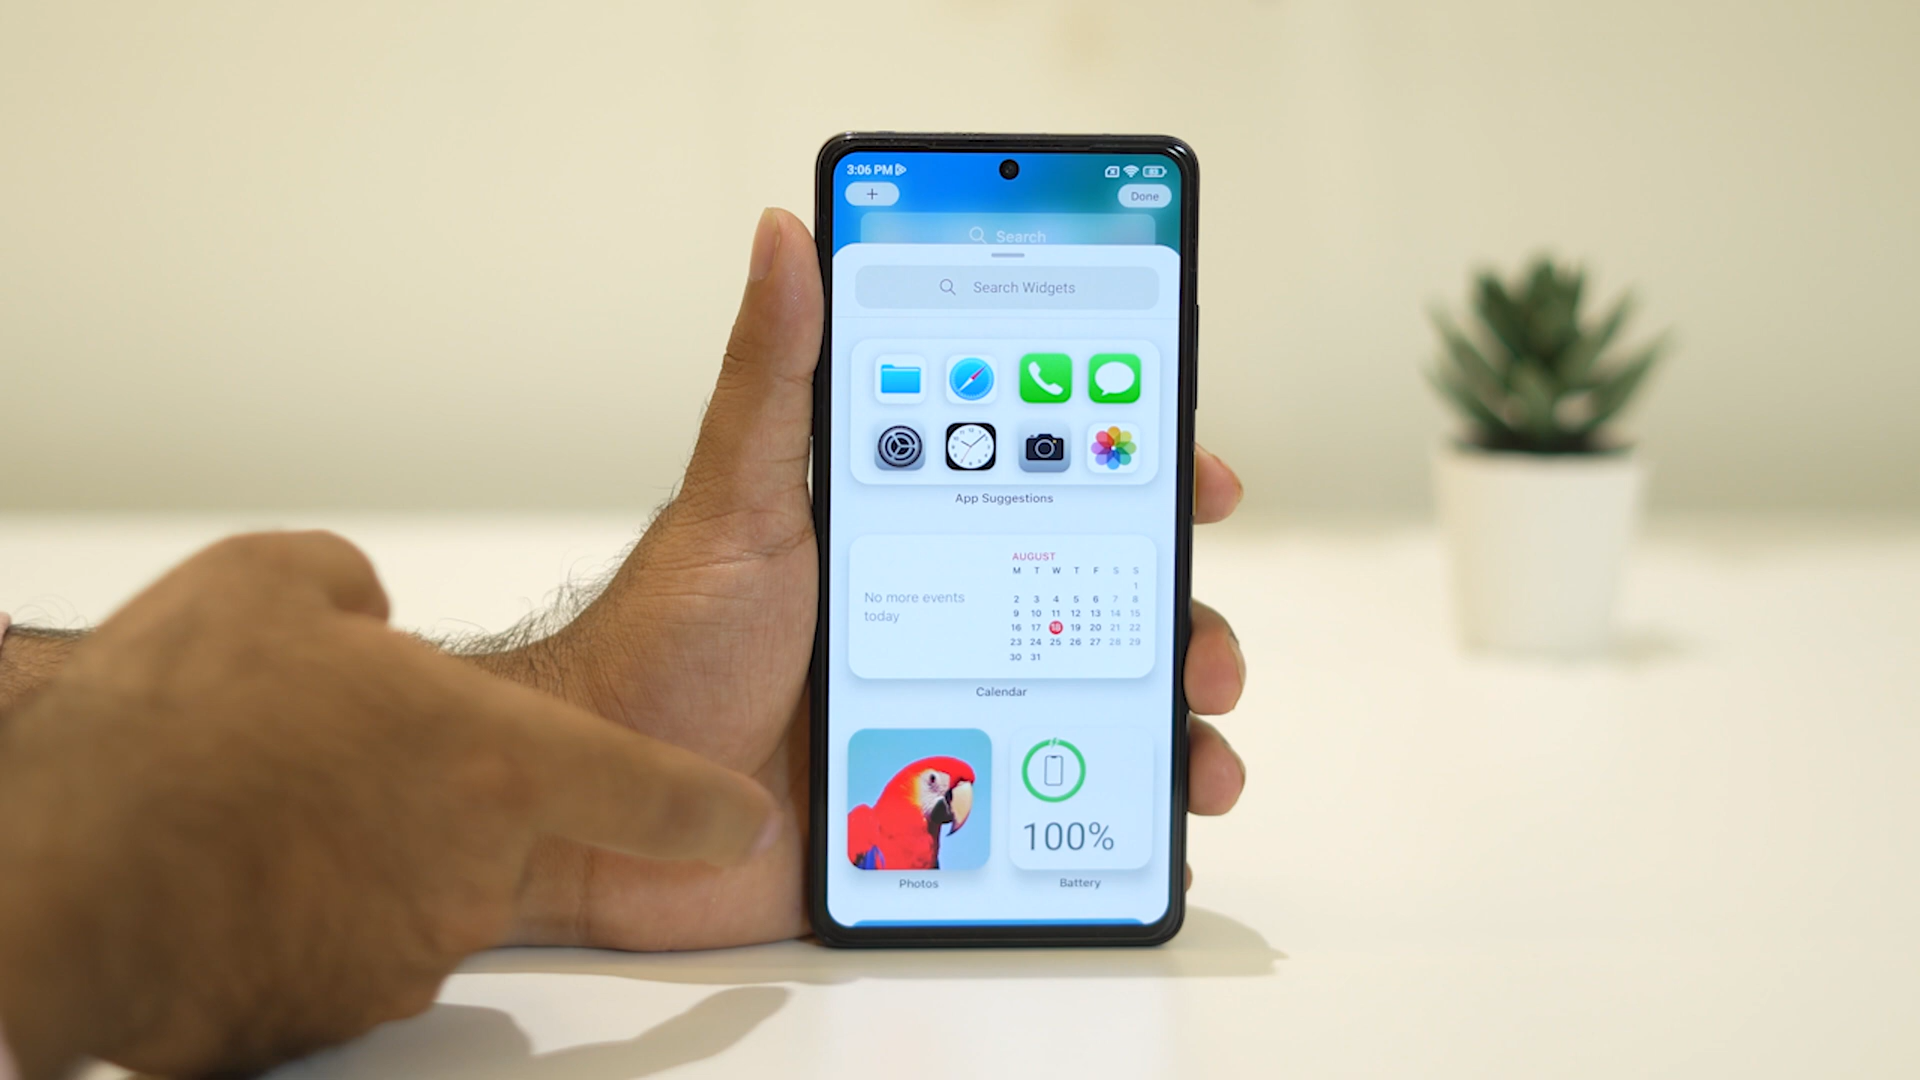 3:06 PM
Done
Search
Search Widgets
App Suggestions
No more events
today
AUGUST
M T W T F S S
1
2 3 4 5 6 7 8
9 10 11 12 13 14 15
16 17 18 19 20 21 22
23 24 25 26 27 28 29
30 31
Calendar
100%
Photos
Battery